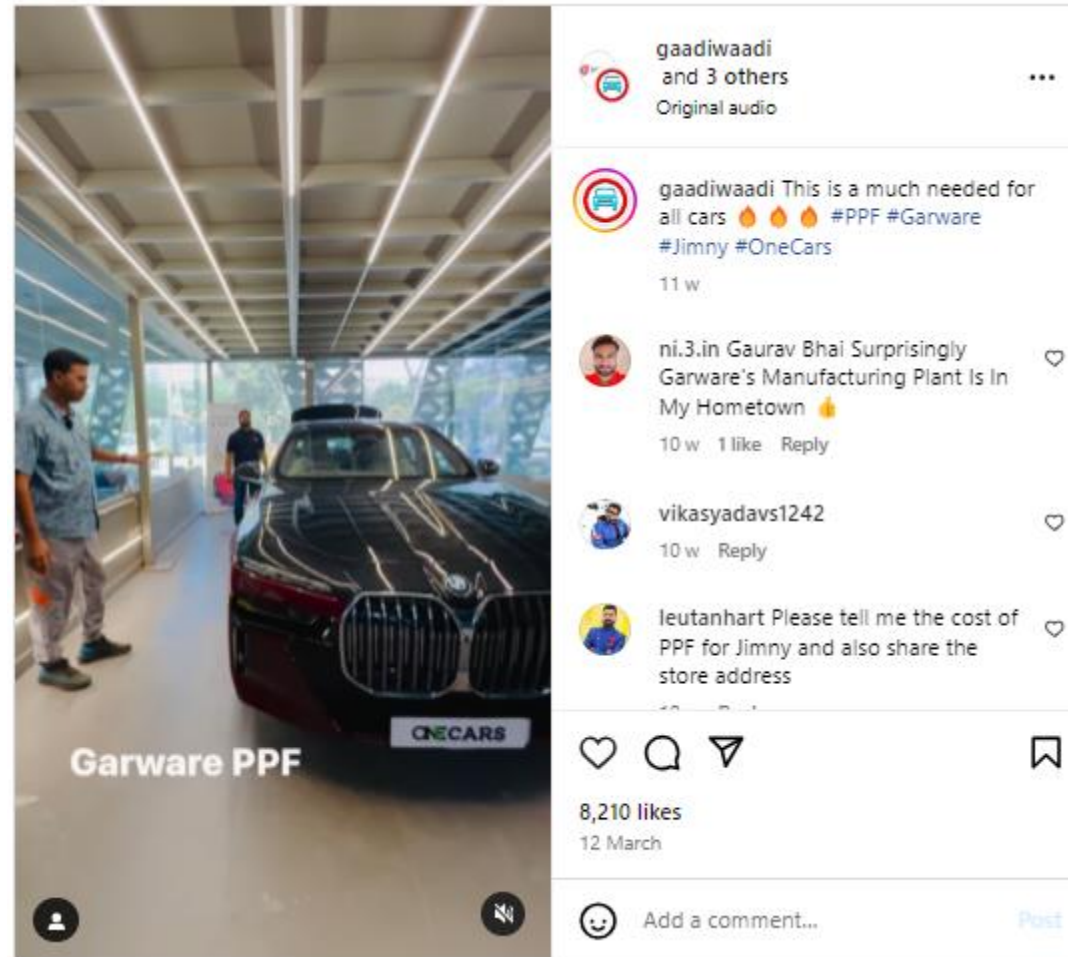 gaadiwaadi
and 3 others
Original audio
gaadiwaadi This is a much needed for
all cars 🔥 🔥 🔥 #PPF #Garware
#Jimny #OneCars
11 w
ni.3.in Gaurav Bhai Surprisingly
Garware's Manufacturing Plant Is In
My Hometown 👍
10 w 1 like Reply
vikasyadavs1242
10 w Reply
leutanhart Please tell me the cost of
PPF for Jimny and also share the
store address
ONECARS
Garware PPF
8,210 likes
12 March
Add a comment...
Post